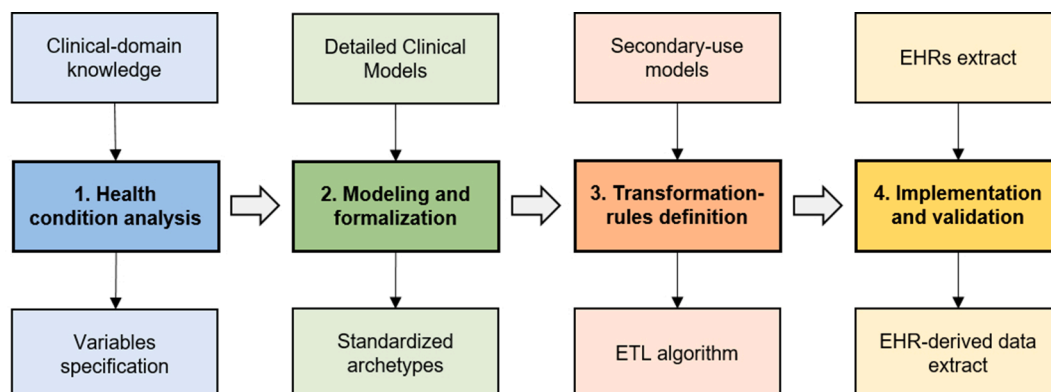 Clinical-domain
knowledge
Detailed Clinical
Models
Secondary-use
models
EHRs extract
1. Health
condition analysis
2. Modeling and
formalization
3. Transformation-
rules definition
4. Implementation
and validation
Variables
specification
Standardized
archetypes
ETL algorithm
EHR-derived data
extract